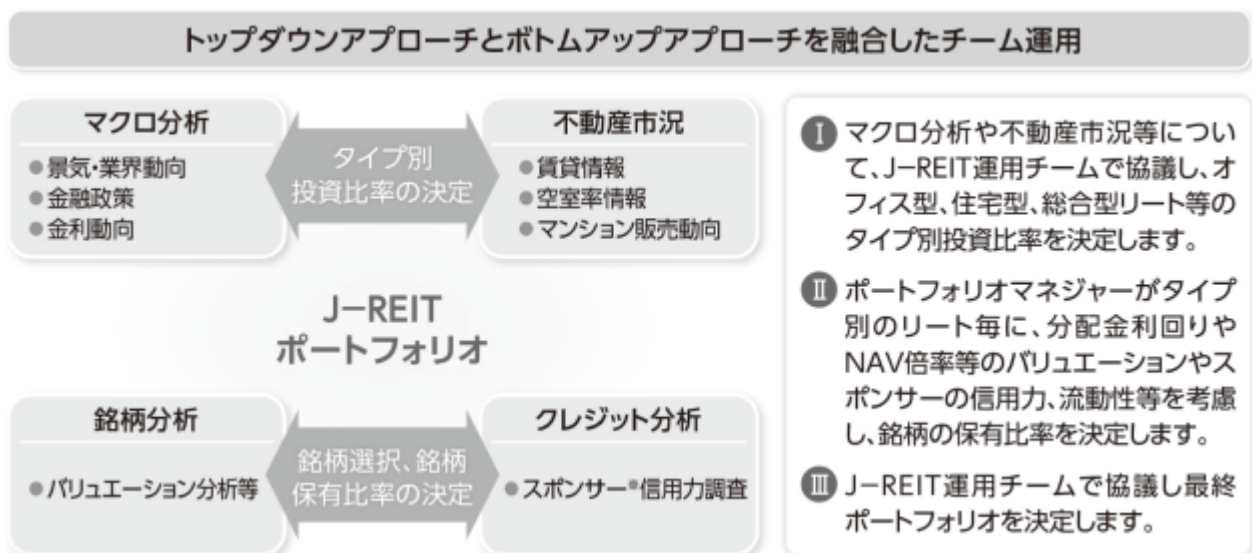 トップダウンアプローチとボトムアップアプローチを融合したチーム運用
マクロ分析
●景気・業界動向
●金融政策
●金利動向
タイプ別
投資比率の決定
不動産市況
●賃貸情報
●空室率情報
●マンション販売動向
J-REIT
ポートフォリオ
銘柄分析
●バリュエーション分析等
銘柄選択、銘柄
保有比率の決定
クレジット分析
●スポンサー※信用力調査
Ⅰ マクロ分析や不動産市況等につい
て、J-REIT運用チームで協議し、オ
フィス型、住宅型、総合型リート等の
タイプ別投資比率を決定します。
Ⅱ ポートフォリオマネジャーがタイプ
別のリート毎に、分配金利回りや
NAV倍率等のバリュエーションやス
ポンサーの信用力、流動性等を考慮
し、銘柄の保有比率を決定します。
Ⅲ J-REIT運用チームで協議し最終
ポートフォリオを決定します。